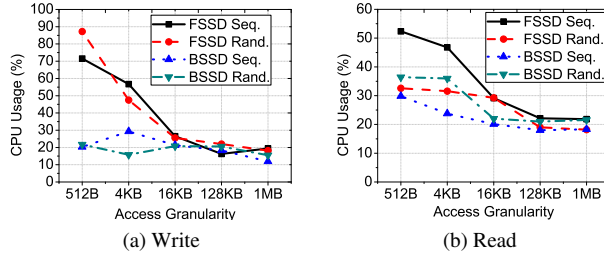 100
90
80
70
60
50
40
30
20
10
0
CPU Usage (%)
FSSD Seq.
FSSD Rand.
BSSD Seq.
BSSD Rand.
512B 4KB 16KB 128KB 1MB
Access Granularity
(a) Write
60
50
40
30
20
10
0
CPU Usage (%)
FSSD Seq.
FSSD Rand.
BSSD Seq.
BSSD Rand.
512B 4KB 16KB 128KB 1MB
Access Granularity
(b) Read